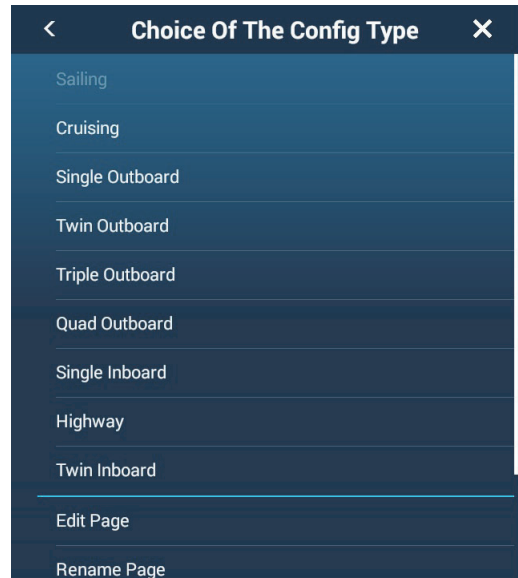 Choice Of The Config Type
Sailing
Cruising
Single Outboard
Twin Outboard
Triple Outboard
Quad Outboard
Single Inboard
Highway
Twin Inboard
Edit Page
Rename Page